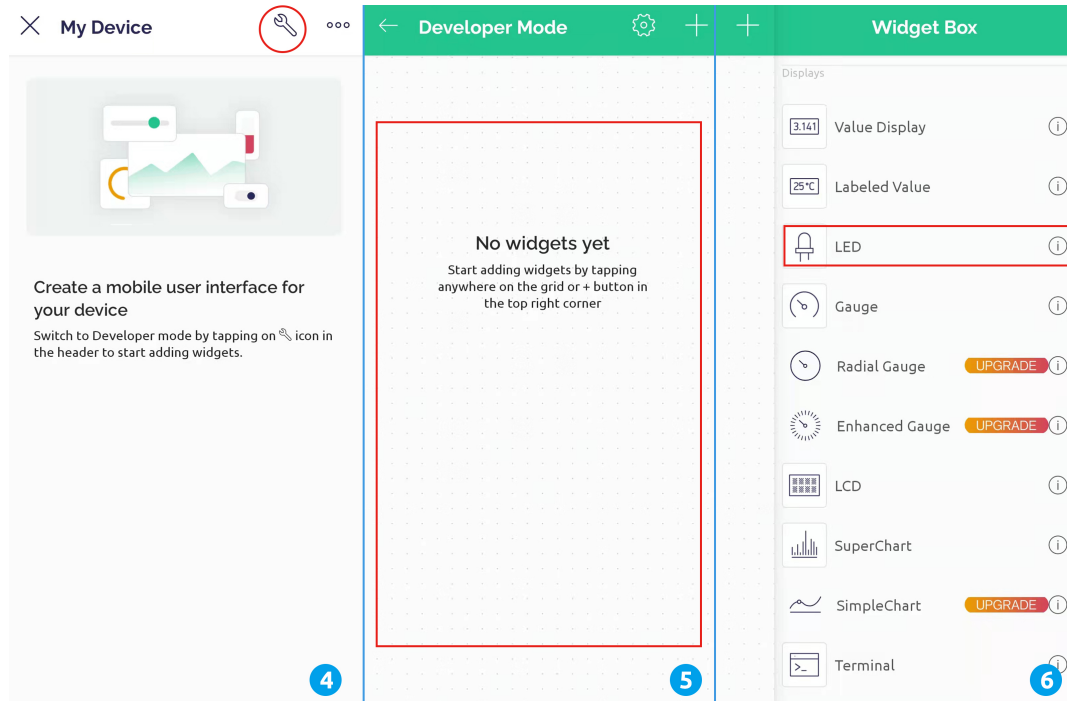 My Device
Create a mobile user interface for
your device
Switch to Developer mode by tapping on icon in
the header to start adding widgets.
4
Developer Mode
No widgets yet
Start adding widgets by tapping
anywhere on the grid or + button in
the top right corner
5
Widget Box
Displays
3.141 Value Display
25°C Labeled Value
LED
Gauge
Radial Gauge UPGRADE
Enhanced Gauge UPGRADE
LCD
SuperChart
SimpleChart UPGRADE
Terminal
6